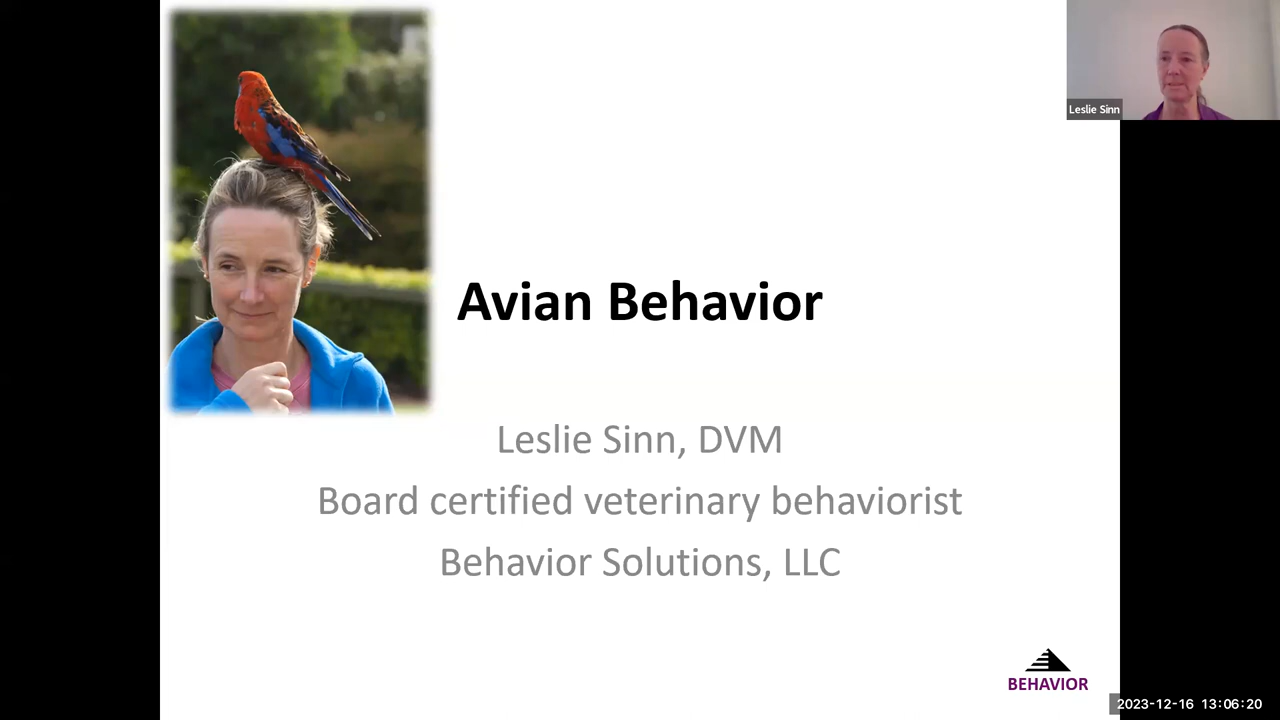 Leslie Sinn
Avian Behavior
Leslie Sinn, DVM
Board certified veterinary behaviorist
Behavior Solutions, LLC
BEHAVIOR
2023-12-16 13:06:20